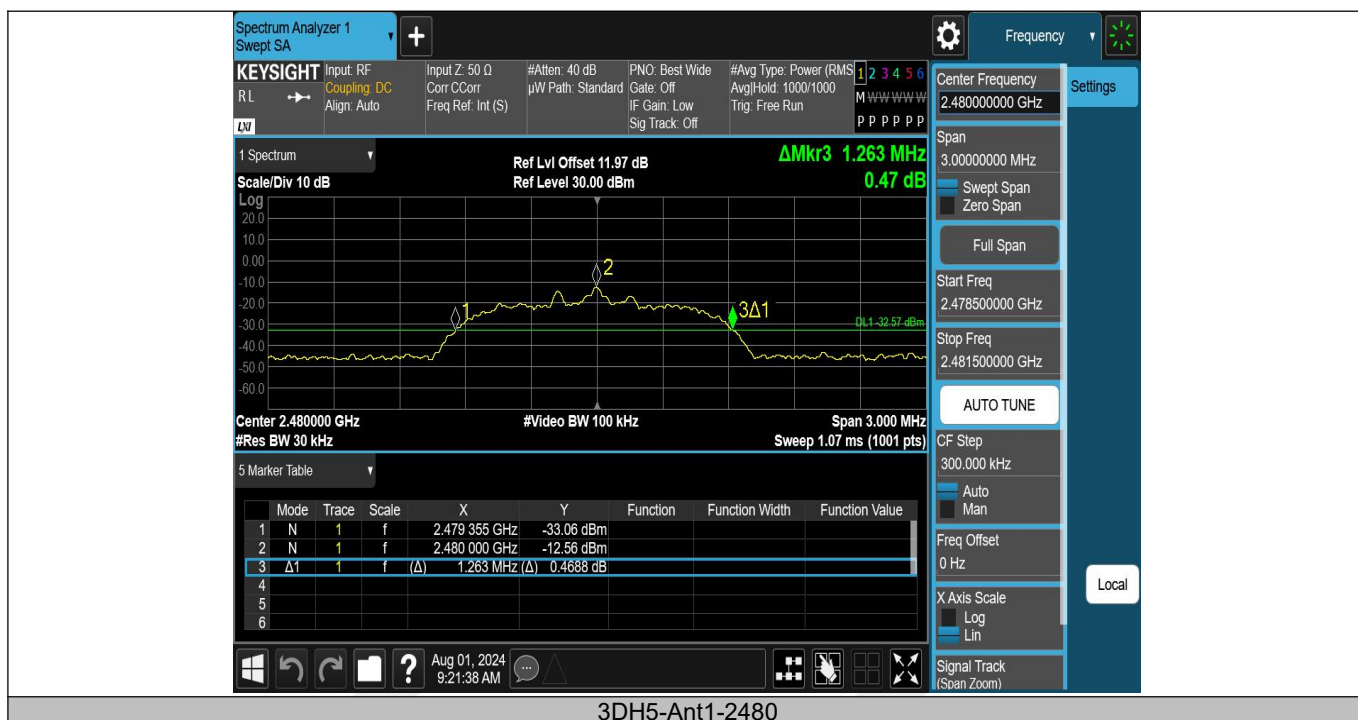 Spectrum Analyzer 1
Swept SA
Frequency
KEYSIGHT
RL
LXI
Input: RF
Coupling: DC
Align: Auto
Input Z: 50 Ω
Corr CCorr
Freq Ref: Int (S)
#Atten: 40 dB
µW Path: Standard
PNO: Best Wide
Gate: Off
IF Gain: Low
Sig Track: Off
#Avg Type: Power (RMS
Avg|Hold: 1000/1000
Trig: Free Run
1 2 3 4 5 6
M W W W W W
P P P P P P
1 Spectrum
Scale/Div 10 dB
Ref Lvl Offset 11.97 dB
Ref Level 30.00 dBm
ΔMkr3 1.263 MHz
0.47 dB
Log
20.0
10.0
0.00
-10.0
-20.0
-30.0
-40.0
-50.0
-60.0
1
2
3Δ1
DL1 -32.57 dBm
Center 2.480000 GHz
#Video BW 100 kHz
Span 3.000 MHz
#Res BW 30 kHz
Sweep 1.07 ms (1001 pts)
5 Marker Table
Mode Trace Scale X Y Function Function Width Function Value
1 N 1 f 2.479 355 GHz -33.06 dBm
2 N 1 f 2.480 000 GHz -12.56 dBm
3 Δ1 1 f (Δ) 1.263 MHz (Δ) 0.4688 dB
4
5
6
?
Aug 01, 2024
9:21:38 AM
Center Frequency
2.480000000 GHz
Settings
Span
3.00000000 MHz
Swept Span
Zero Span
Full Span
Start Freq
2.478500000 GHz
Stop Freq
2.481500000 GHz
AUTO TUNE
CF Step
300.000 kHz
Auto
Man
Freq Offset
0 Hz
Local
X Axis Scale
Log
Lin
Signal Track
(Span Zoom)
3DH5-Ant1-2480